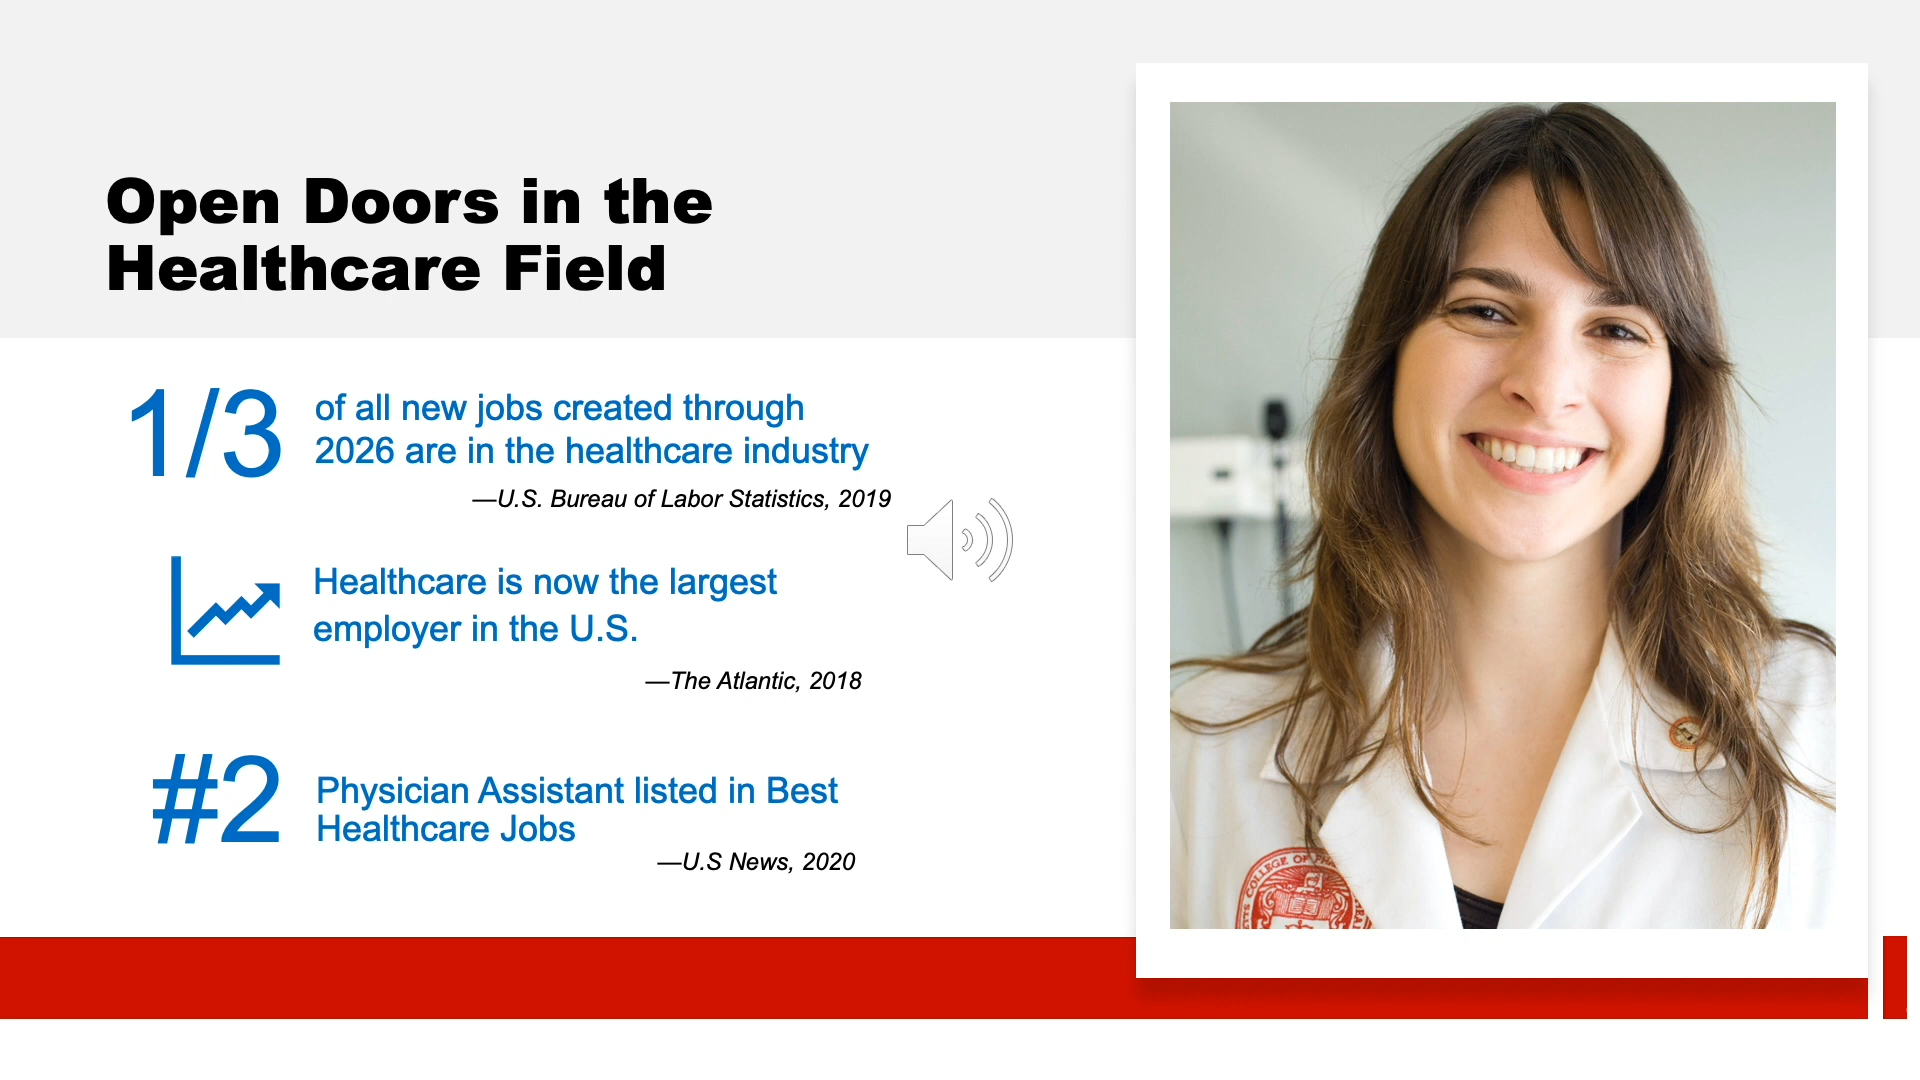 Open Doors in the
Healthcare Field
1/3
of all new jobs created through
2026 are in the healthcare industry
—U.S. Bureau of Labor Statistics, 2019
Healthcare is now the largest
employer in the U.S.
—The Atlantic, 2018
#2
Physician Assistant listed in Best
Healthcare Jobs
—U.S News, 2020
COLLEGE OF